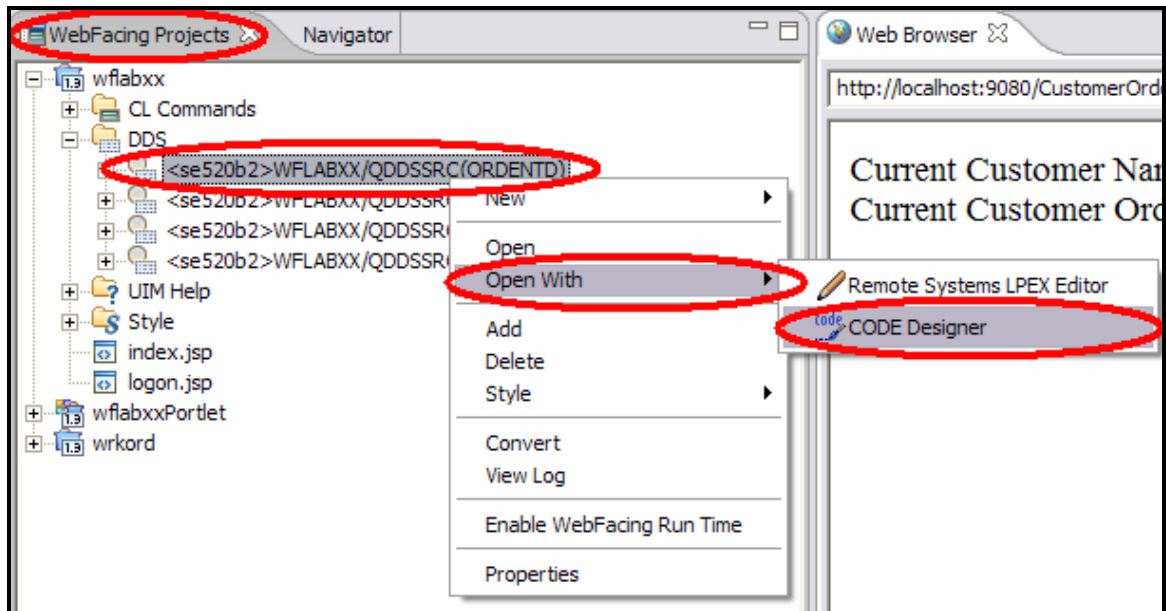 WebFacing Projects
Navigator
wflabxx
CL Commands
DDS
<se520b2>WFLABXX/QDDSSRC(ORDENTD)
<se520b2>WFLABXX/QDDSSR
<se520b2>WFLABXX/QDDSSR
<se520b2>WFLABXX/QDDSSR
UIM Help
Style
index.jsp
logon.jsp
wflabxxPortlet
wrkord
New
Open
Open With
Add
Delete
Style
Convert
View Log
Enable WebFacing Run Time
Properties
Remote Systems LPEX Editor
code CODE Designer
Web Browser
http://localhost:9080/CustomerOrd
Current Customer Nam
Current Customer Ord